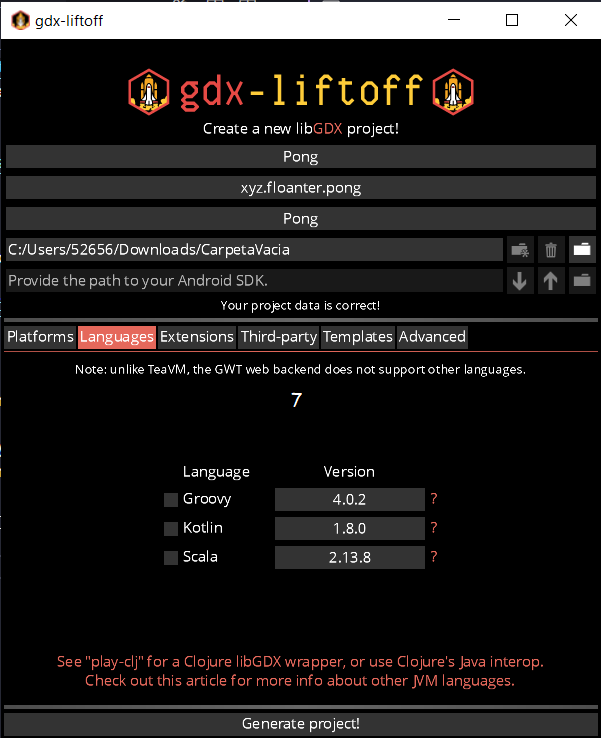 gdx-liftoff
gdx-liftoff
Create a new libGDX project!
Pong
xyz.floanter.pong
Pong
C:/Users/52656/Downloads/CarpetaVacia
Provide the path to your Android SDK.
Your project data is correct!
Platforms Languages Extensions Third-party Templates Advanced
Note: unlike TeaVM, the GWT web backend does not support other languages.
7
Language Version
Groovy 4.0.2 ?
Kotlin 1.8.0 ?
Scala 2.13.8 ?
See "play-clj" for a Clojure libGDX wrapper, or use Clojure's Java interop.
Check out this article for more info about other JVM languages.
Generate project!